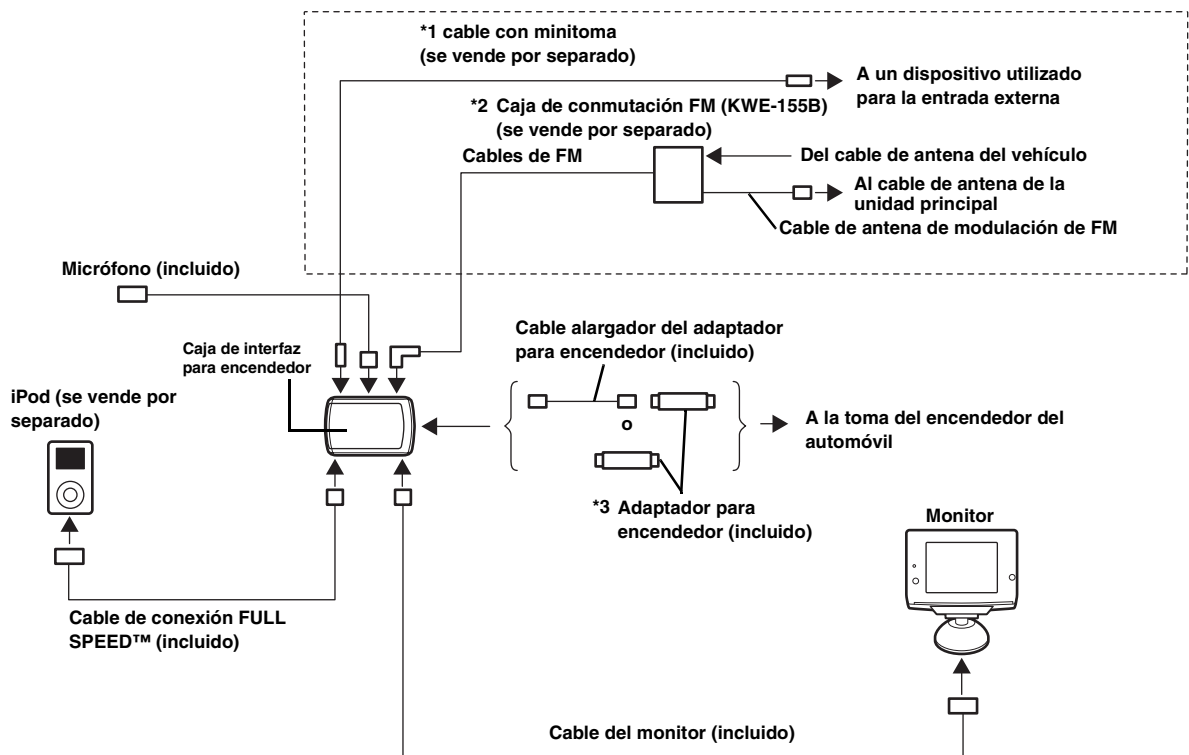 *1 cable con minitoma
(se vende por separado)
A un dispositivo utilizado
para la entrada externa
*2 Caja de conmutación FM (KWE-155B)
(se vende por separado)
Cables de FM
Del cable de antena del vehículo
Al cable de antena de la
unidad principal
Cable de antena de modulación de FM
Micrófono (incluido)
Cable alargador del adaptador
para encendedor (incluido)
Caja de interfaz
para encendedor
iPod (se vende por
separado)
o
A la toma del encendedor del
automóvil
*3 Adaptador para
encendedor (incluido)
Monitor
Cable de conexión FULL
SPEED™ (incluido)
Cable del monitor (incluido)